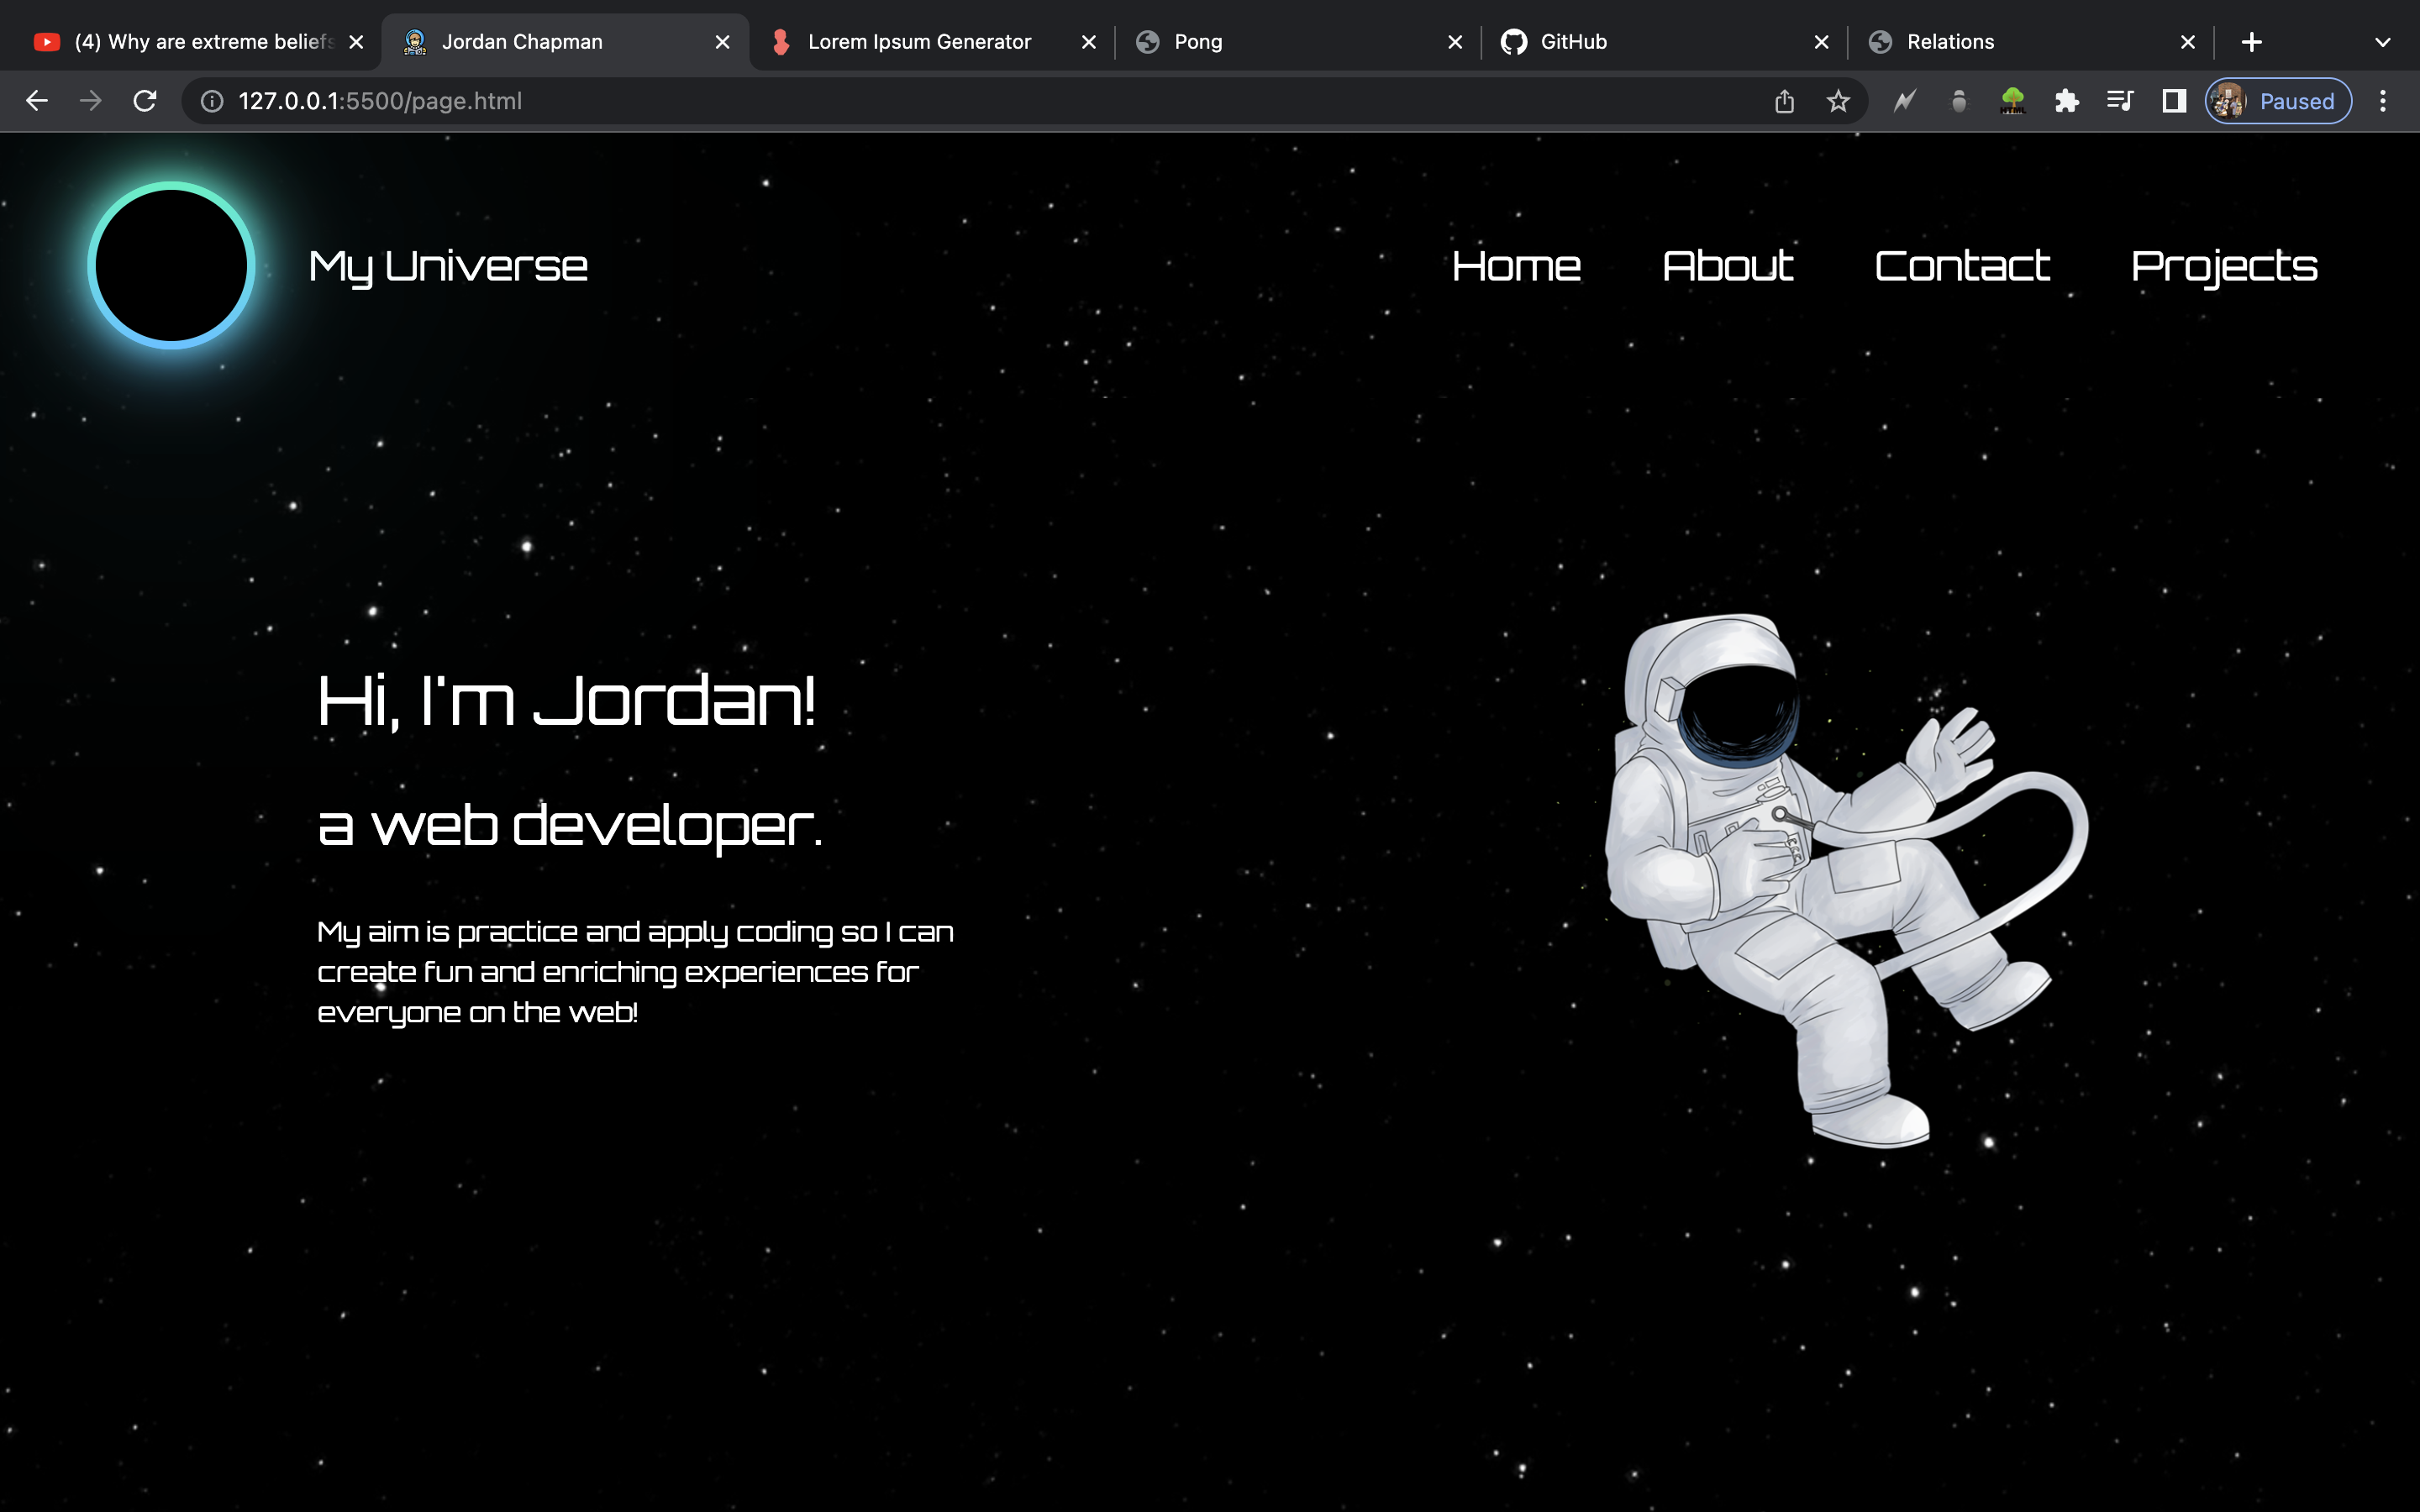 (4) Why are extreme beliefs
Jordan Chapman
Lorem Ipsum Generator
Pong
GitHub
Relations
127.0.0.1:5500/page.html
HTML
Paused
My Universe
Home
About
Contact
Projects
Hi, I'm Jordan!
a web developer.
My aim is practice and apply coding so I can
create fun and enriching experiences for
everyone on the web!